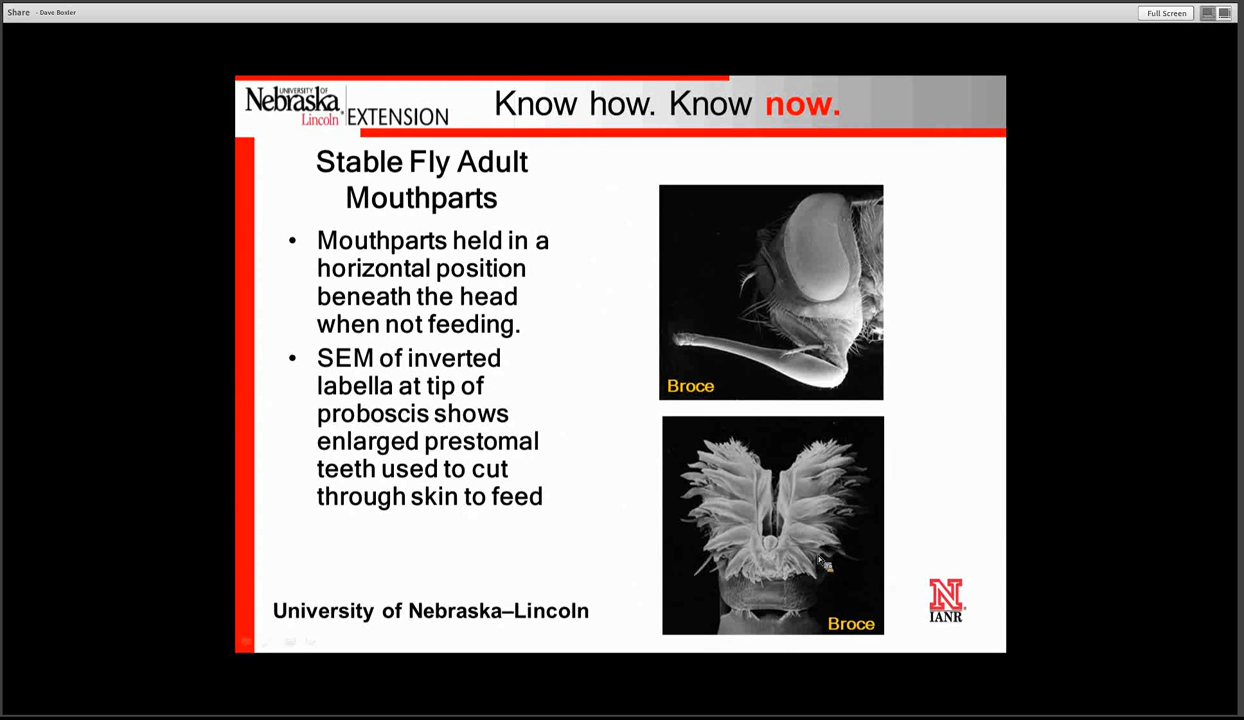 Share - Dave Boxler
Full Screen
UNIVERSITY OF
Nebraska
Lincoln
EXTENSION
Know how. Know now.
Stable Fly Adult
Mouthparts
• Mouthparts held in a
horizontal position
beneath the head
when not feeding.
• SEM of inverted
labella at tip of
proboscis shows
enlarged prestomal
teeth used to cut
through skin to feed
Broce
Broce
University of Nebraska–Lincoln
N
IANR